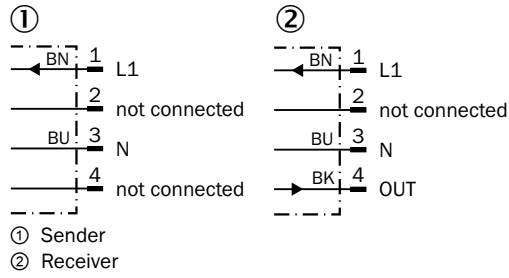 ① ②
BN 1 L1
2 not connected
BU 3 N
4 not connected
BN 1 L1
2 not connected
BU 3 N
BK 4 OUT
① Sender
② Receiver